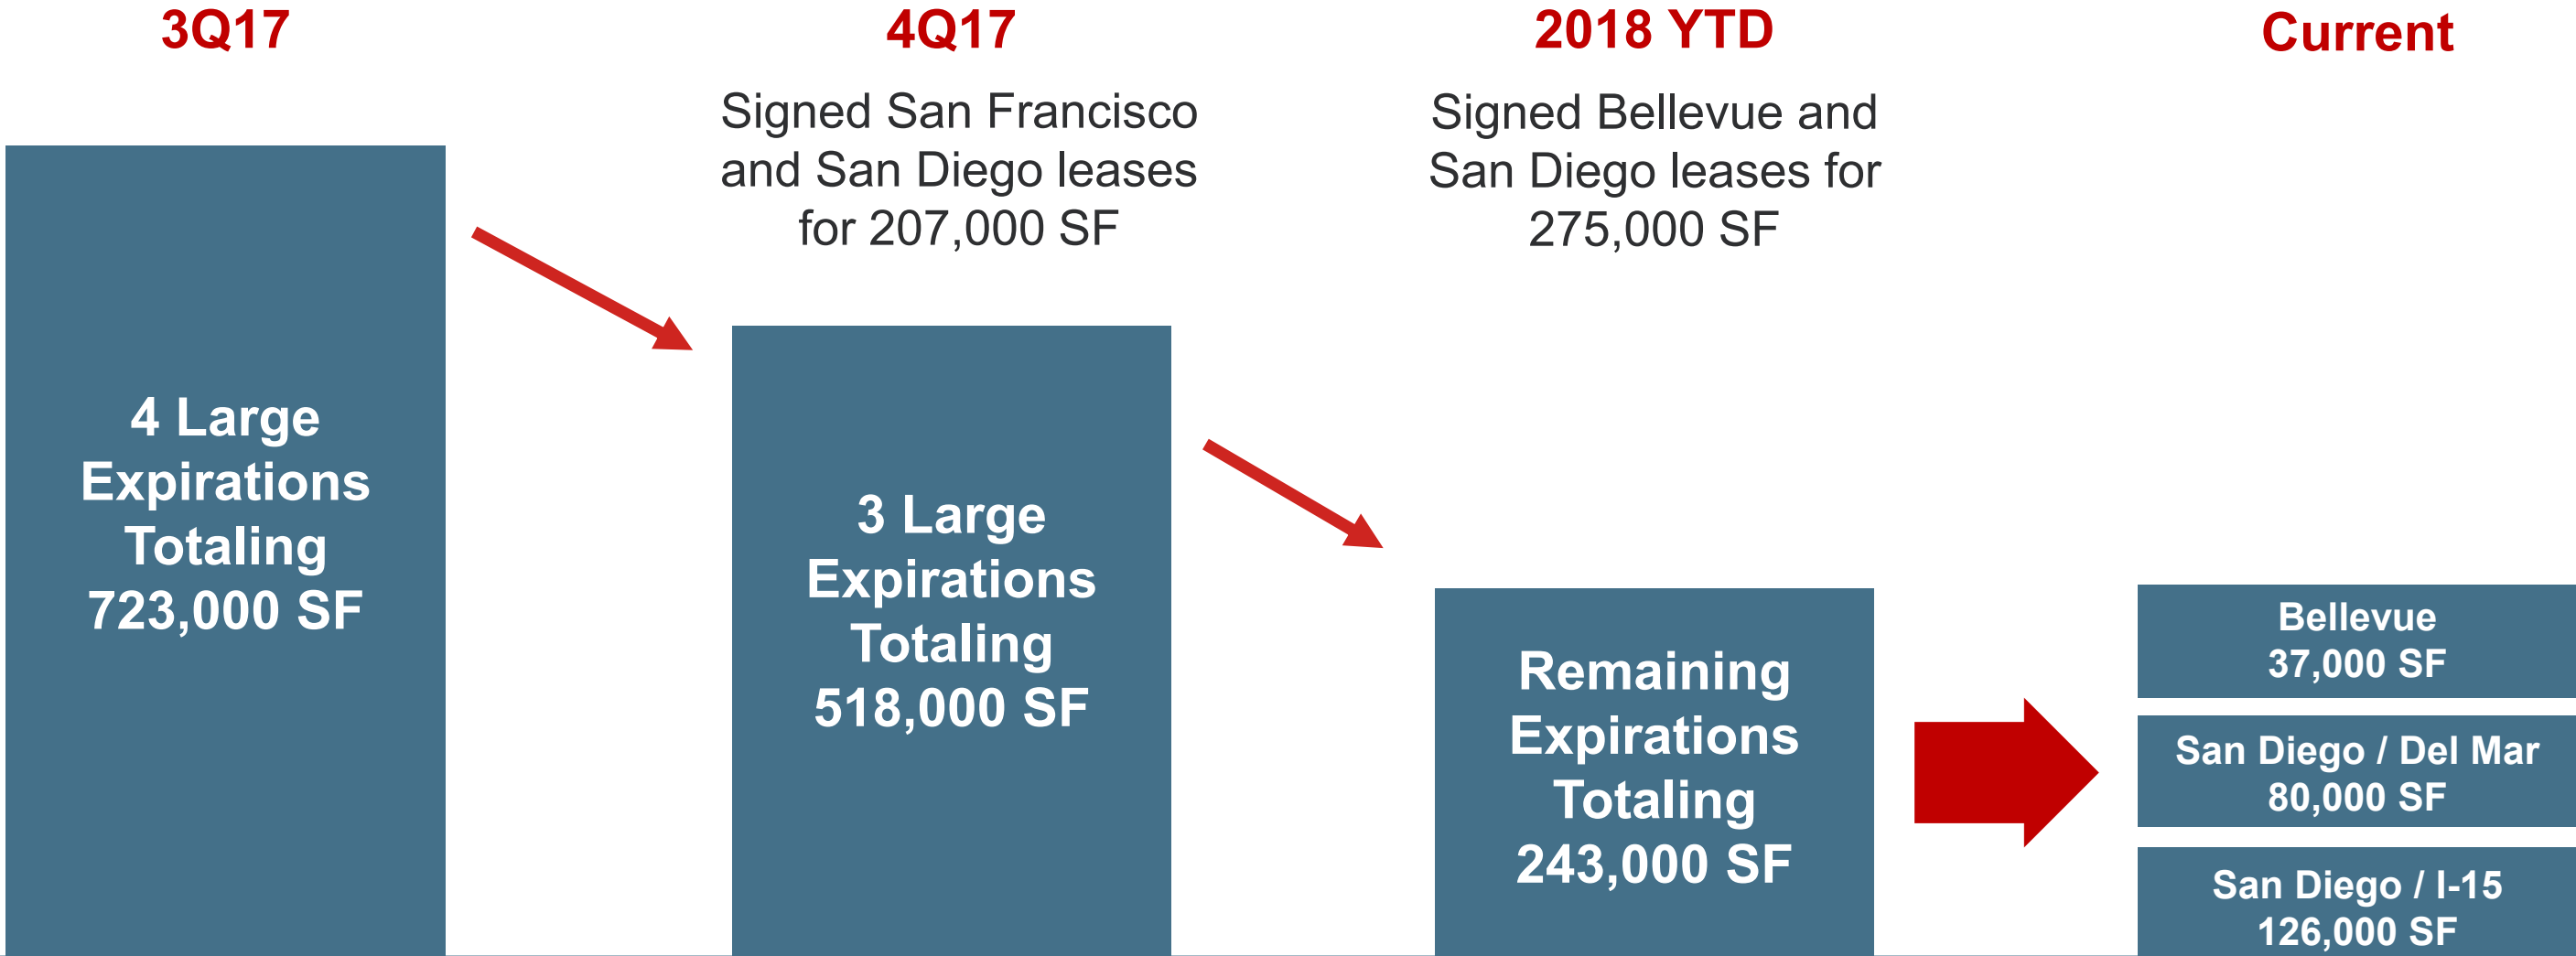 3Q17
4 Large
Expirations
Totaling
723,000 SF
4Q17
Signed San Francisco
and San Diego leases
for 207,000 SF
3 Large
Expirations
Totaling
518,000 SF
2018 YTD
Signed Bellevue and
San Diego leases for
275,000 SF
Remaining
Expirations
Totaling
243,000 SF
Current
Bellevue
37,000 SF
San Diego / Del Mar
80,000 SF
San Diego / I-15
126,000 SF